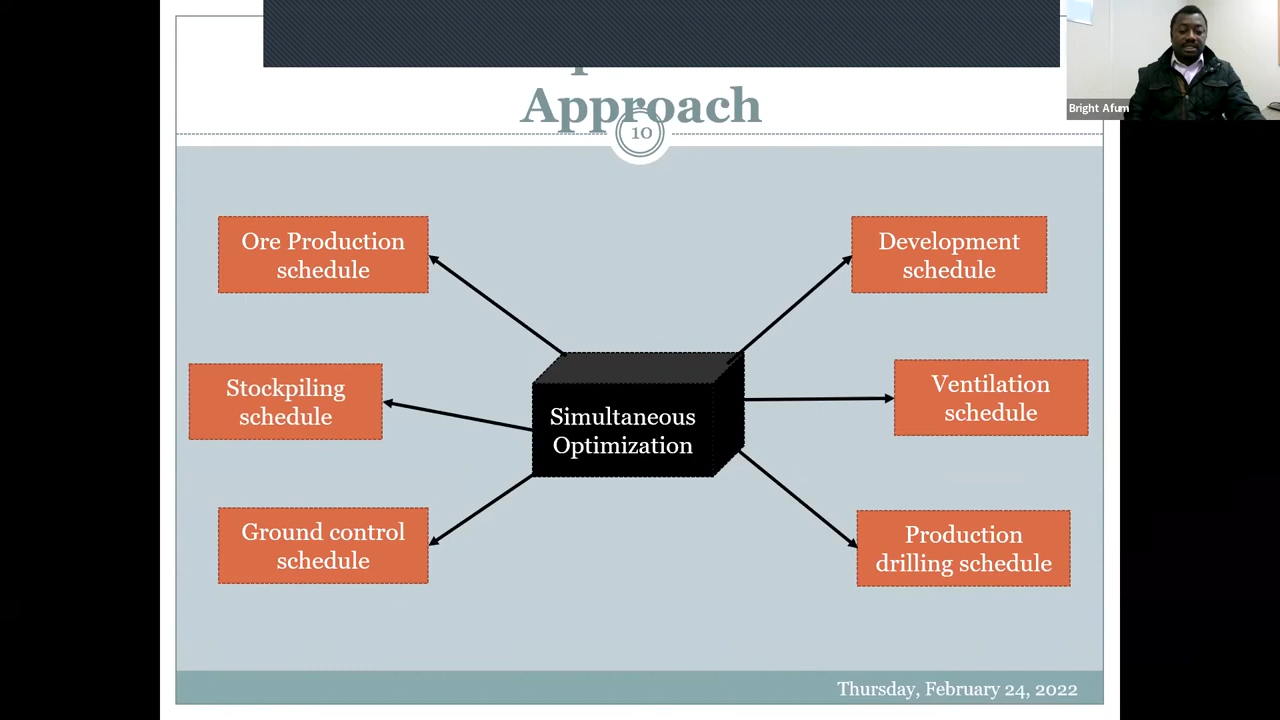 Approach
10
Bright Afum
Ore Production
schedule
Development
schedule
Stockpiling
schedule
Simultaneous
Optimization
Ventilation
schedule
Ground control
schedule
Production
drilling schedule
Thursday, February 24, 2022